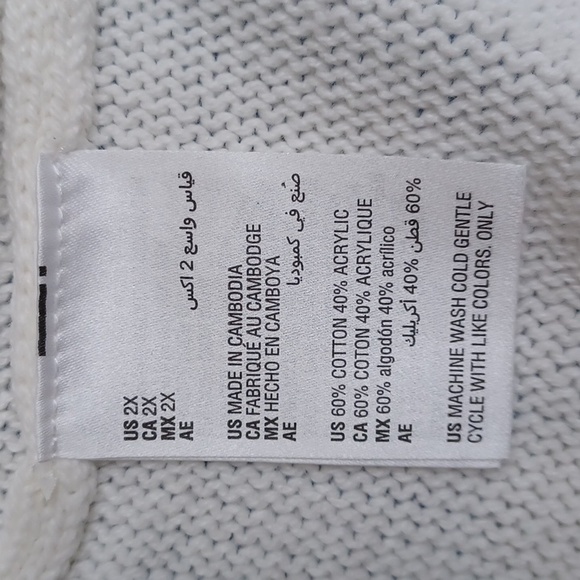 US 2X
CA 2X
MX 2X
AE قياس واسع 2 اكس
US MADE IN CAMBODIA
CA FABRIQUÉ AU CAMBODGE
MX HECHO EN CAMBOYA
AE صُنع في كمبوديا
US 60% COTTON 40% ACRYLIC
CA 60% COTON 40% ACRYLIQUE
MX 60% algodón 40% acrílico
AE 60% قطن 40% أكريليك
US MACHINE WASH COLD GENTLE
CYCLE WITH LIKE COLORS. ONLY